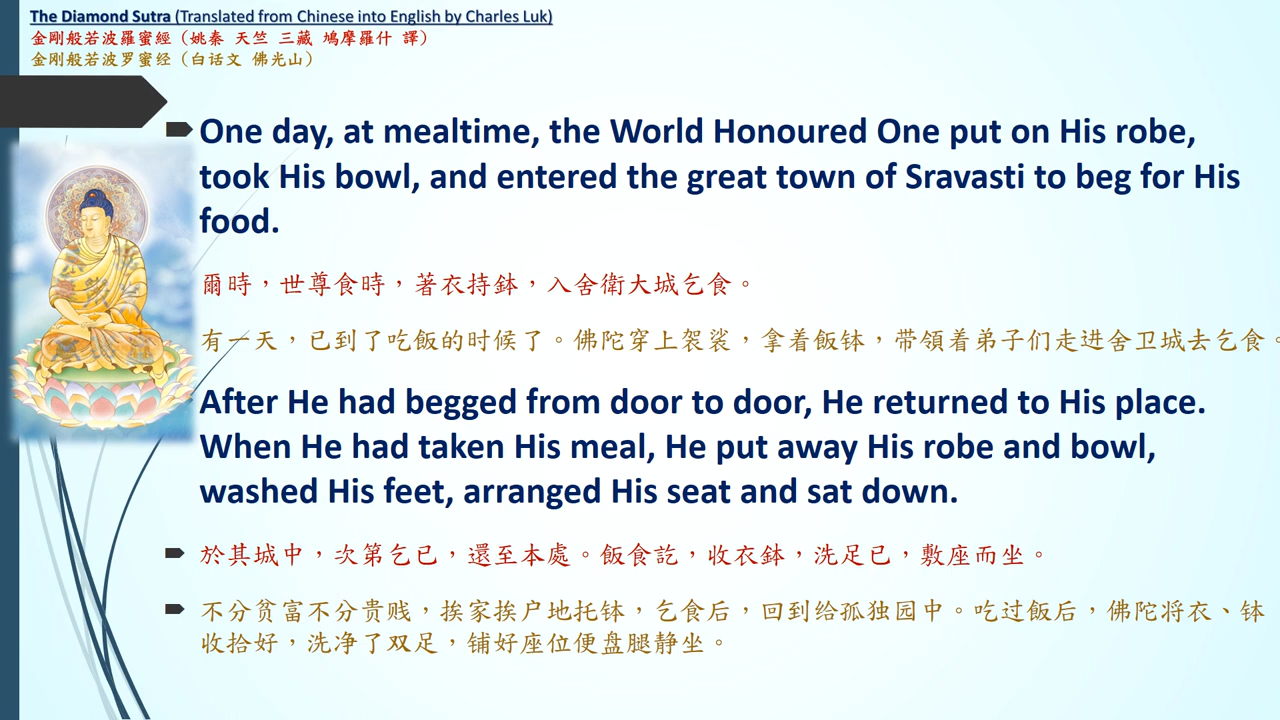 The Diamond Sutra (Translated from Chinese into English by Charles Luk)
金剛般若波羅蜜經（姚秦 天竺 三藏 鳩摩羅什 譯）
金刚般若波罗蜜经（白话文 佛光山）
One day, at mealtime, the World Honoured One put on His robe,
took His bowl, and entered the great town of Sravasti to beg for His
food.
爾時，世尊食時，著衣持鉢，入舍衛大城乞食。
有一天，已到了吃飯的时候了。佛陀穿上袈裟，拿着飯钵，带領着弟子们走进舍卫城去乞食。
After He had begged from door to door, He returned to His place.
When He had taken His meal, He put away His robe and bowl,
washed His feet, arranged His seat and sat down.
於其城中，次第乞已，還至本處。飯食訖，收衣鉢，洗足已，敷座而坐。
不分贫富不分贵贱，挨家挨户地托钵，乞食后，回到给孤独园中。吃过飯后，佛陀将衣、钵
收拾好，洗净了双足，铺好座位便盘腿静坐。